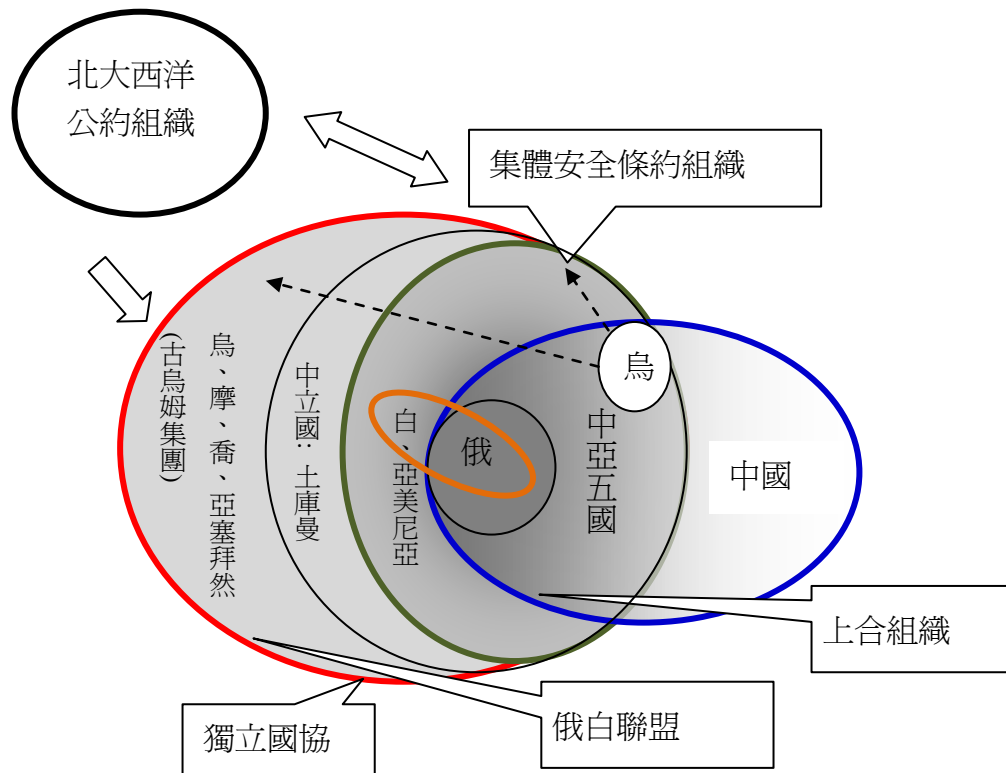 北大西洋
公約組織
集體安全條約組織
烏
烏、摩、喬、亞塞拜然
(古烏姆集團)
中立國:土庫曼
白、亞美尼亞
俄
中亞五國
中國
上合組織
俄白聯盟
獨立國協